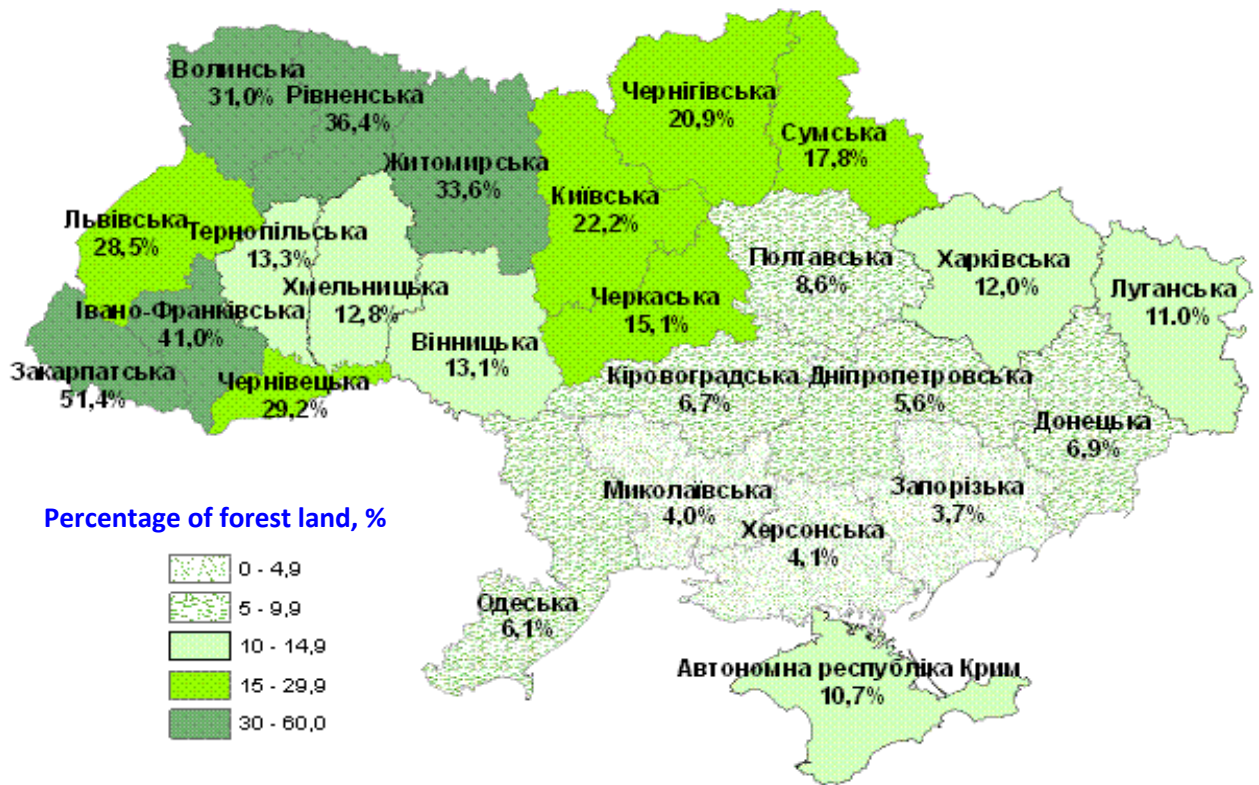 Волинська
31,0%
Рівненська
36,4%
Житомирська
33,6%
Чернігівська
20,9%
Сумська
17,8%
Київська
22,2%
Львівська
28,5%
Тернопільська
13,3%
Хмельницька
12,8%
Вінницька
13,1%
Черкаська
15,1%
Полтавська
8,6%
Харківська
12,0%
Луганська
11.0%
Івано-Франківська
41,0%
Закарпатська
51,4%
Чернівецька
29,2%
Кіровоградська
6,7%
Дніпропетровська
5,6%
Донецька
6,9%
Миколаївська
4,0%
Херсонська
4,1%
Запорізька
3,7%
Одеська
6,1%
Автономна республіка Крим
10,7%
Percentage of forest land, %
0 - 4,9
5 - 9,9
10 - 14,9
15 - 29,9
30 - 60,0